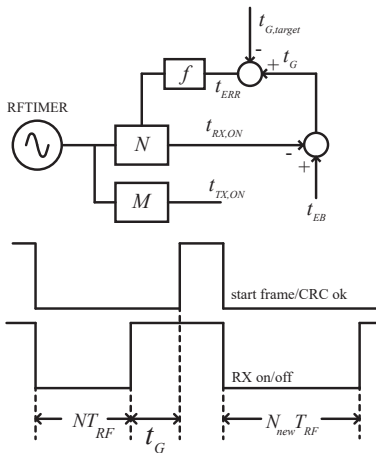 t_{G,target}
-
+ t_G
f
t_{ERR}
RFTIMER
N
t_{RX,ON}
-
+
M
t_{TX,ON}
t_{EB}
start frame/CRC ok
RX on/off
NT_{RF}
t_G
N_{new}T_{RF}